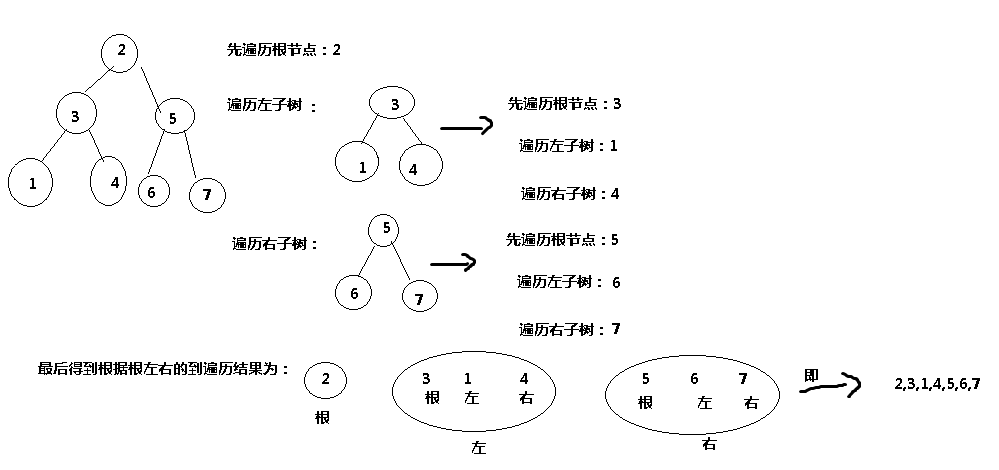 2
先遍历根节点：2
3
5
1
4
6
7
遍历左子树：
3
1
4
先遍历根节点：3
遍历左子树：1
遍历右子树：4
遍历右子树：
5
6
7
先遍历根节点：5
遍历左子树：6
遍历右子树：7
最后得到根据根左右的到遍历结果为：
2
根
3 1 4
根 左 右
左
5 6 7
根 左 右
右
即
2,3,1,4,5,6,7